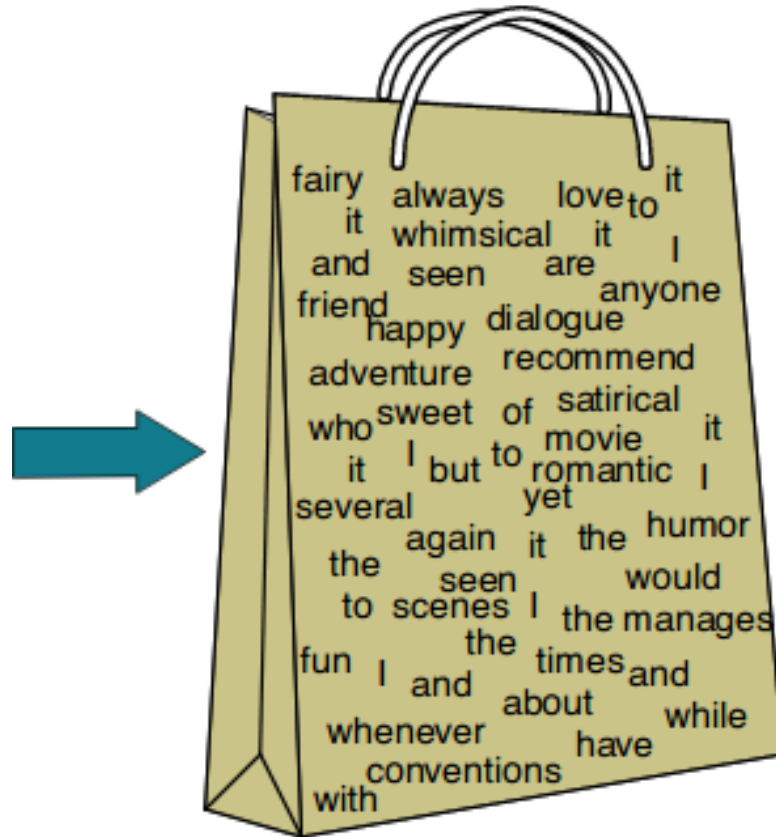 fairy always love to it
it whimsical it I
and seen are anyone
friend happy dialogue
adventure recommend
who sweet of satirical
it I but to movie it
several yet romantic I
again it the humor
the seen would
to scenes I the manages
fun I and the times and
whenever about while
with conventions have